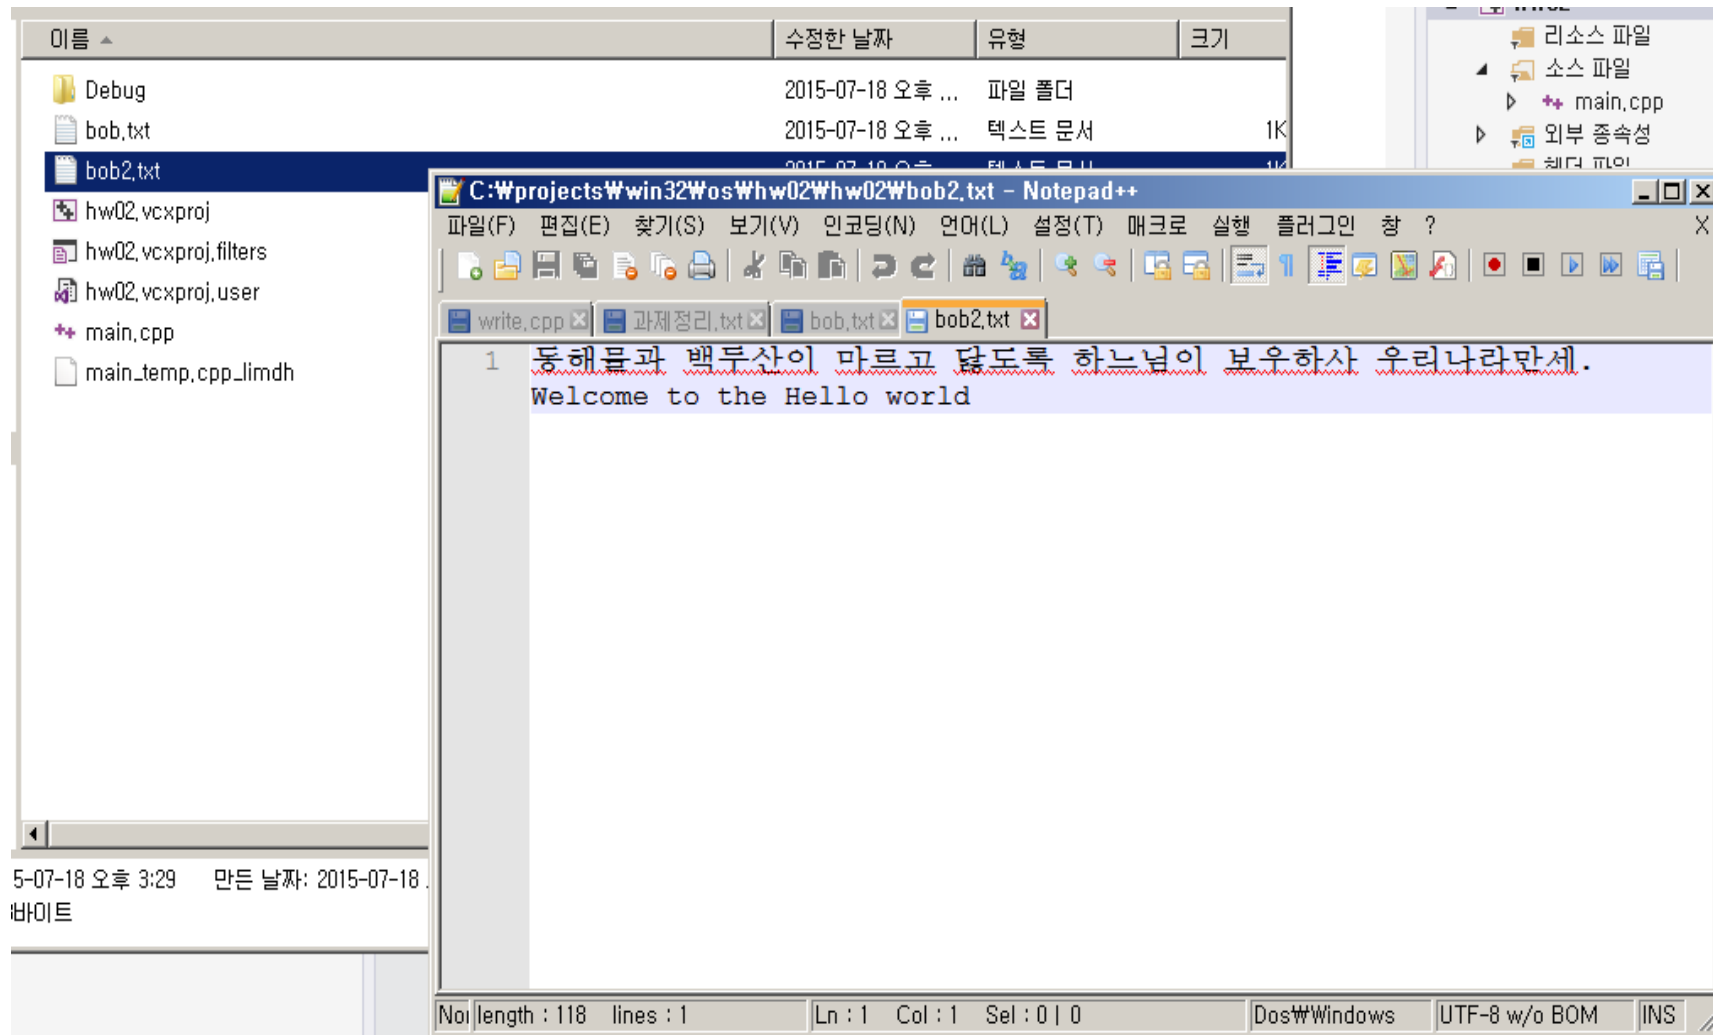 이름 수정한 날짜 유형 크기
Debug 2015-07-18 오후 ... 파일 폴더
bob.txt 2015-07-18 오후 ... 텍스트 문서 1K
bob2.txt
hw02.vcxproj
hw02.vcxproj.filters
hw02.vcxproj.user
main.cpp
main_temp.cpp_limdh
5-07-18 오후 3:29 만든 날짜: 2015-07-18
바이트
리소스 파일
소스 파일
main.cpp
외부 종속성
헤더 파일
C:₩projects₩win32₩os₩hw02₩hw02₩bob2.txt - Notepad++
파일(F) 편집(E) 찾기(S) 보기(V) 인코딩(N) 언어(L) 설정(T) 매크로 실행 플러그인 창 ? X
write.cpp 과제정리.txt bob.txt bob2.txt
1 동해물과 백두산이 마르고 닳도록 하느님이 보우하사 우리나라만세.
Welcome to the Hello world
length : 118 lines : 1 Ln : 1 Col : 1 Sel : 0 | 0 Dos₩Windows UTF-8 w/o BOM INS